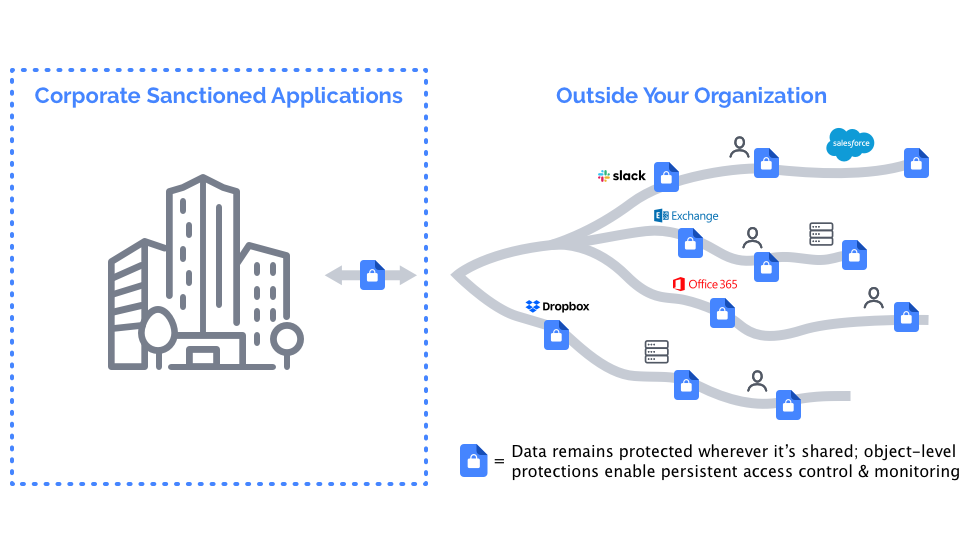 Corporate Sanctioned Applications
Outside Your Organization
salesforce
slack
Exchange
Office 365
Dropbox
= Data remains protected wherever it's shared; object-level
protections enable persistent access control & monitoring